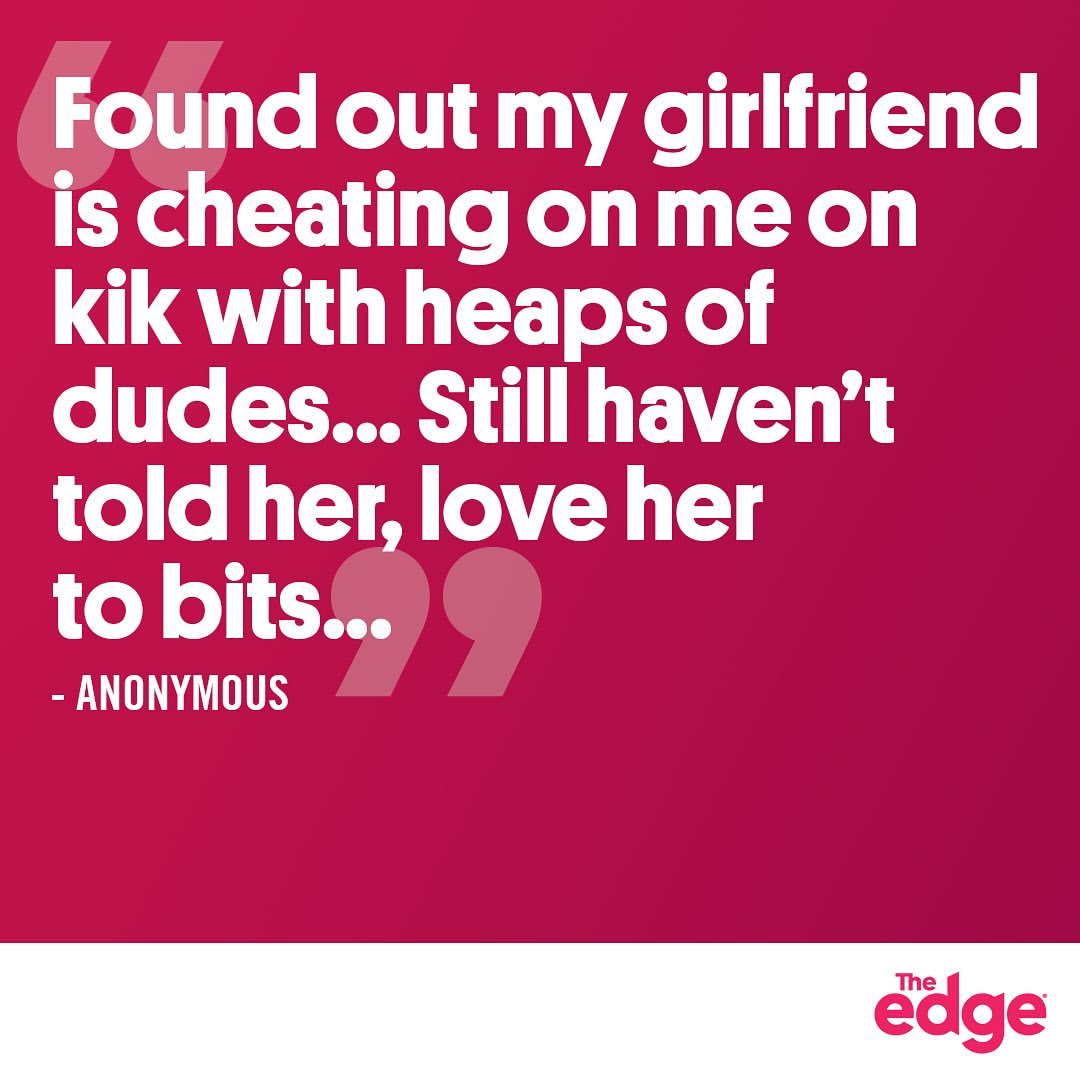 Found out my girlfriend
is cheating on me on
kik with heaps of
dudes... Still haven’t
told her, love her
to bits...
- ANONYMOUS
The
edge